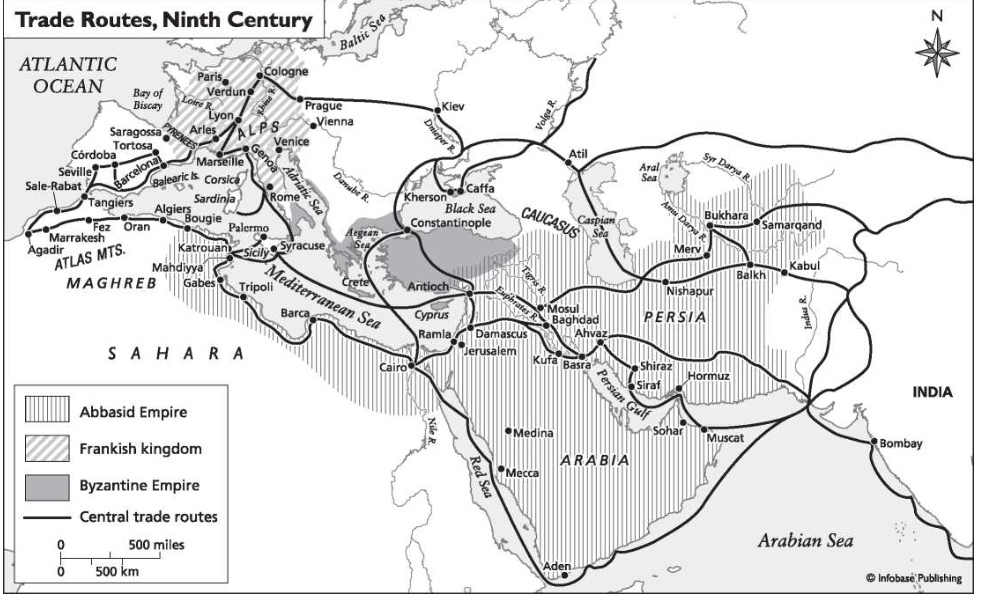 Trade Routes, Ninth Century
N
Baltic Sea
ATLANTIC
OCEAN
Paris
Cologne
Verdun
Bay of
Biscay
Loire R.
Rhine R.
Prague
Kiev
Vienna
Lyon
Dnieper R.
Volga R.
PYRENEES
Arles
ALPS
Saragossa
Tortosa
Venice
Genoa
Marseille
Córdoba
Seville
Barcelona
Balearic Is.
Corsica
Sardinja
Adriatic Sea
Danube R.
Rome
Sale-Rabat
Tangiers
Atil
Aral
Sea
Syr Darya R.
Kherson
Caffa
Black Sea
CAUCASUS
Caspian
Sea
Amu Darya R.
Bukhara
Samarqand
Algiers
Bougie
Fez
Oran
Marrakesh
Agadir
ATLAS MTS.
Palermo
Aegean
Sea
Constantinople
Katrouan
Sicily
Syracuse
Merv
Balkh
Kabul
MAGHREB
Mahdiyya
Gabes
Tripoli
Mediterranean Sea
Crete
Antioch
Tigris R.
Euphrates R.
Nishapur
Cyprus
Mosul
Baghdad
PERSIA
Indus R.
Barca
Ramla
Damascus
Jerusalem
Ahvaz
SAHARA
Cairo
Kufa
Basra
Shiraz
Siraf
Hormuz
Persian Gulf
INDIA
Nile R.
Medina
Sohar
Muscat
Bombay
Red Sea
Mecca
ARABIA
Arabian Sea
Aden
Abbasid Empire
Frankish kingdom
Byzantine Empire
Central trade routes
0 500 miles
0 500 km
© Infobase Publishing